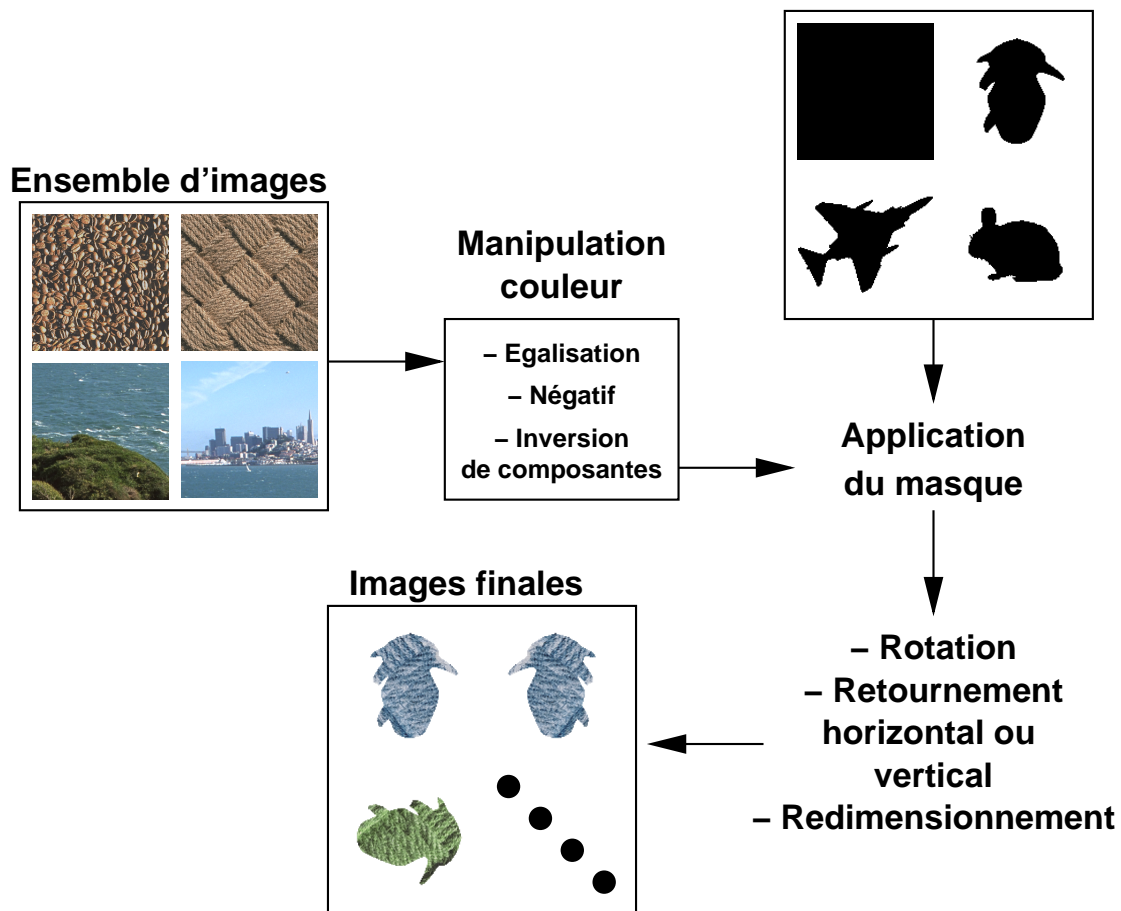 Ensemble d’images
Manipulation
couleur
– Egalisation
– Négatif
– Inversion
de composantes
Application
du masque
– Rotation
– Retournement
horizontal ou
vertical
– Redimensionnement
Images finales